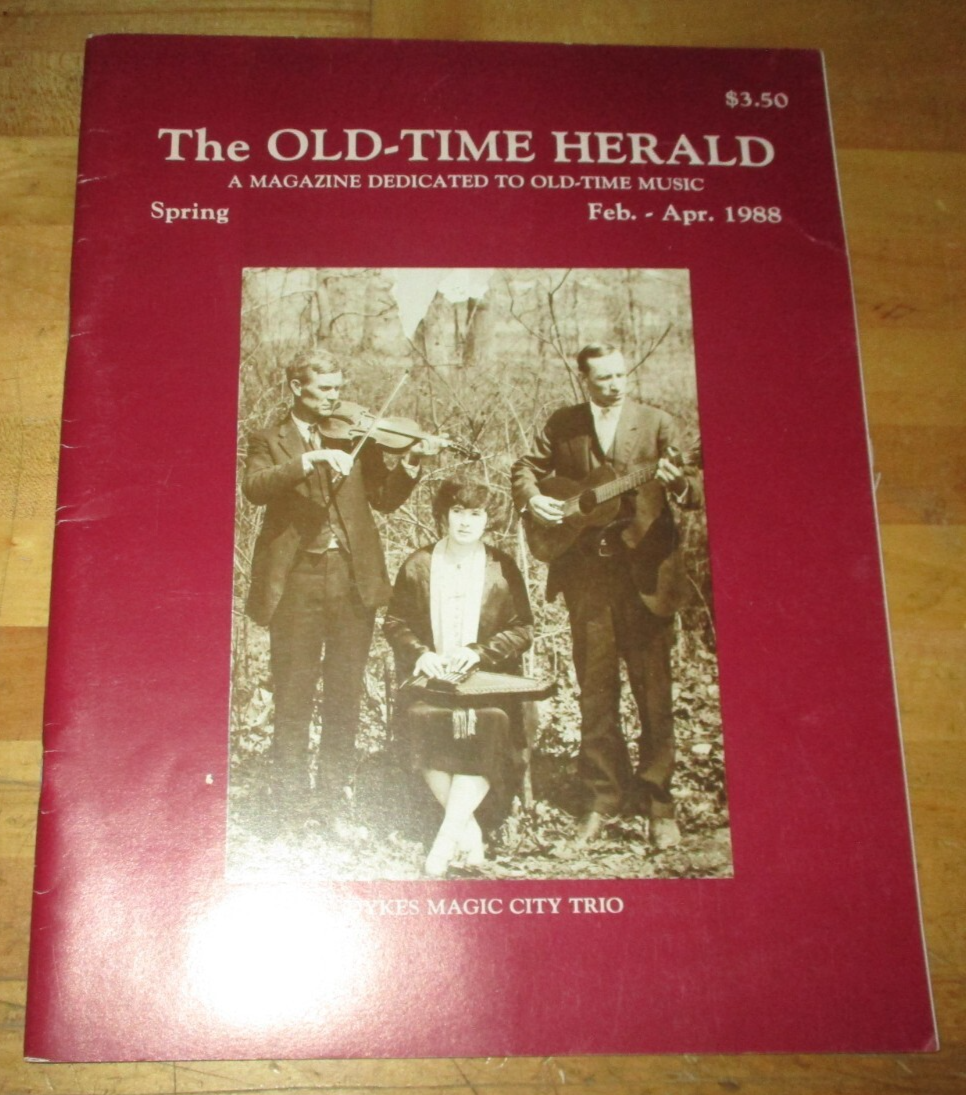 $3.50
The OLD-TIME HERALD
A MAGAZINE DEDICATED TO OLD-TIME MUSIC
Spring
Feb. - Apr. 1988
MAGIC CITY TRIO